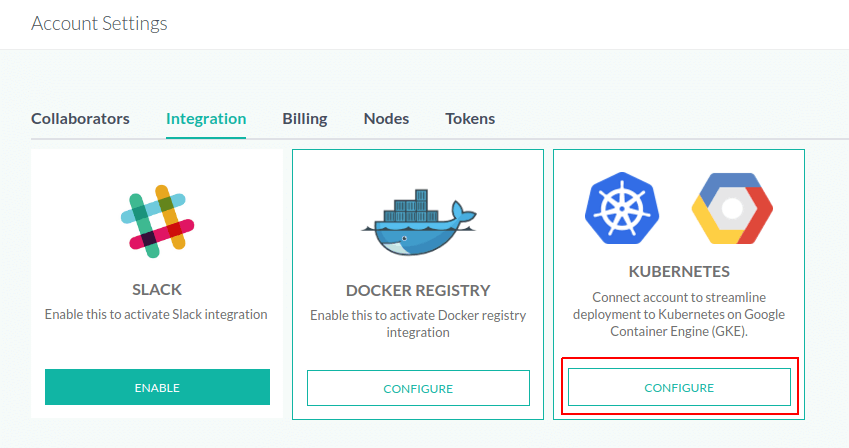 Account Settings
Collaborators Integration Billing Nodes Tokens
SLACK
Enable this to activate Slack integration
ENABLE
DOCKER REGISTRY
Enable this to activate Docker registry
integration
CONFIGURE
KUBERNETES
Connect account to streamline
deployment to Kubernetes on Google
Container Engine (GKE).
CONFIGURE